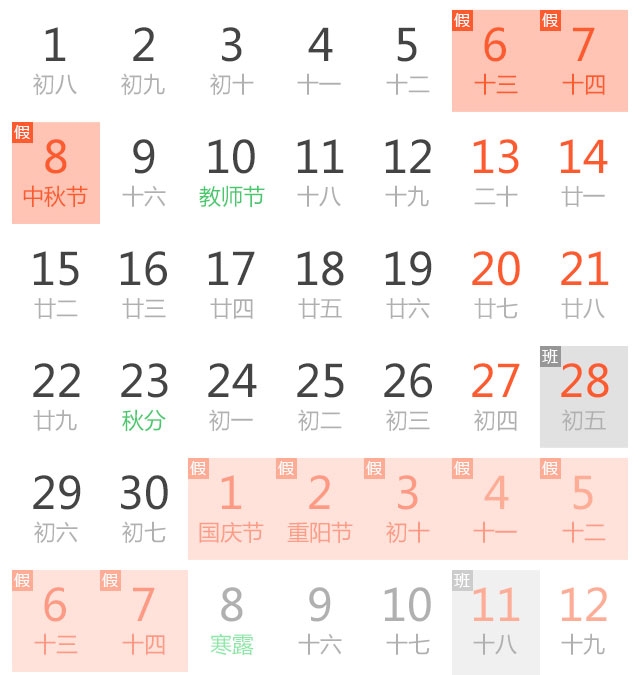 假 假
1 2 3 4 5 6 7
初八 初九 初十 十一 十二 十三 十四
假
8 9 10 11 12 13 14
中秋节 十六 教师节 十八 十九 二十 廿一
15 16 17 18 19 20 21
廿二 廿三 廿四 廿五 廿六 廿七 廿八
班
22 23 24 25 26 27 28
廿九 秋分 初一 初二 初三 初四 初五
假 假 假 假 假
29 30 1 2 3 4 5
初六 初七 国庆节 重阳节 初十 十一 十二
假 假 班
6 7 8 9 10 11 12
十三 十四 寒露 十六 十七 十八 十九